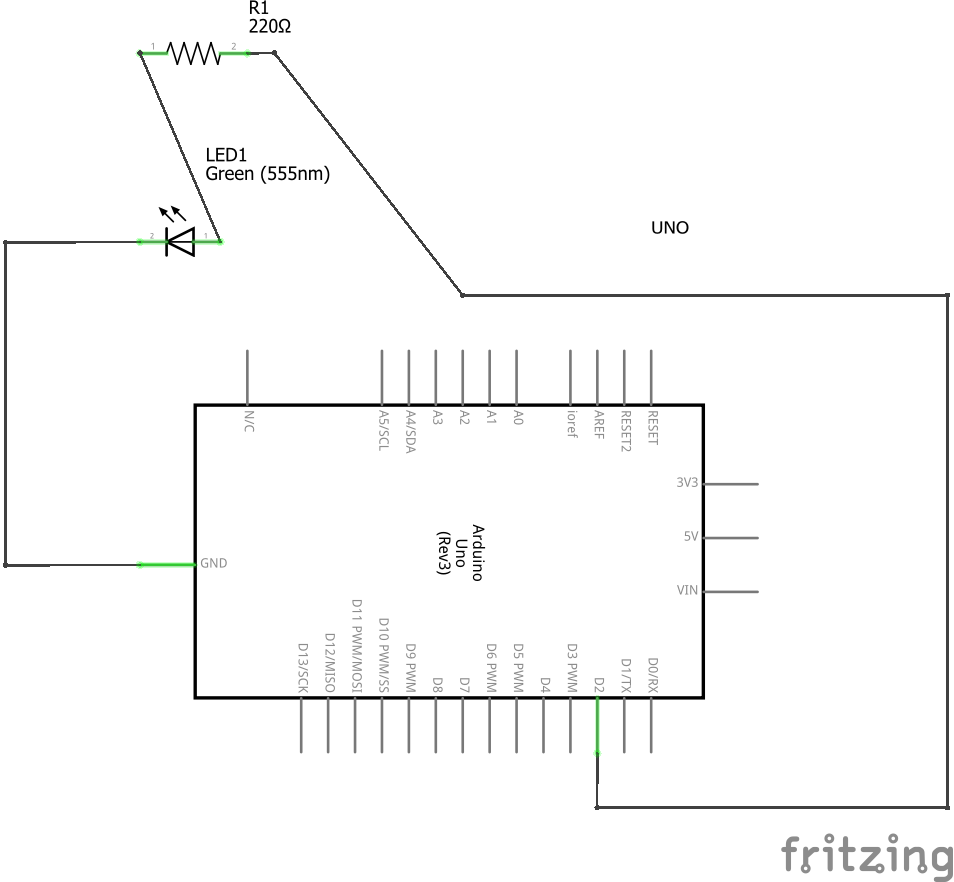 R1
220Ω
1
2
LED1
Green (555nm)
2
1
UNO
N/C
A5/SCL
A4/SDA
A3
A2
A1
A0
ioref
AREF
RESET2
RESET
3V3
5V
VIN
GND
Arduino
Uno
(Rev3)
D13/SCK
D12/MISO
D11 PWM/MOSI
D10 PWM/SS
D9 PWM
D8
D7
D6 PWM
D5 PWM
D4
D3 PWM
D2
D1/TX
D0/RX
fritzing